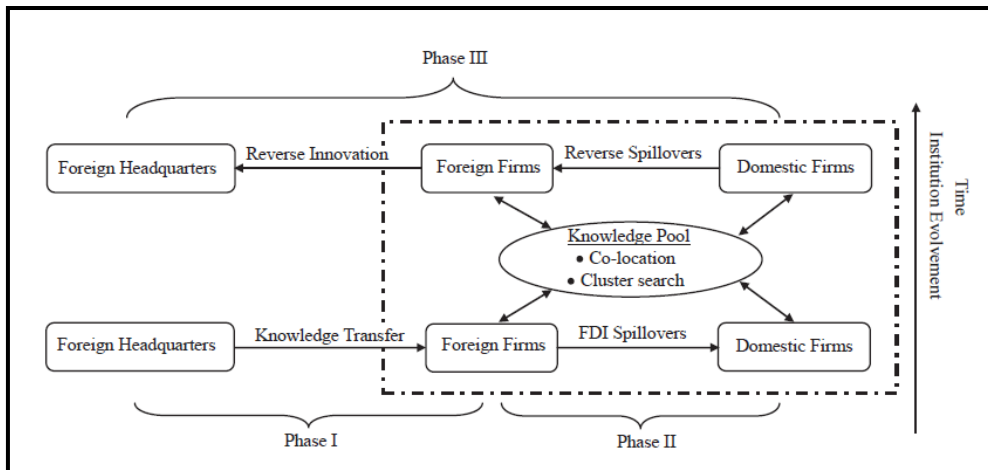 Phase III
Foreign Headquarters
Reverse Innovation
Foreign Firms
Reverse Spillovers
Domestic Firms
Knowledge Pool
● Co-location
● Cluster search
Foreign Headquarters
Knowledge Transfer
Foreign Firms
FDI Spillovers
Domestic Firms
Phase I
Phase II
Time
Institution Evolvement